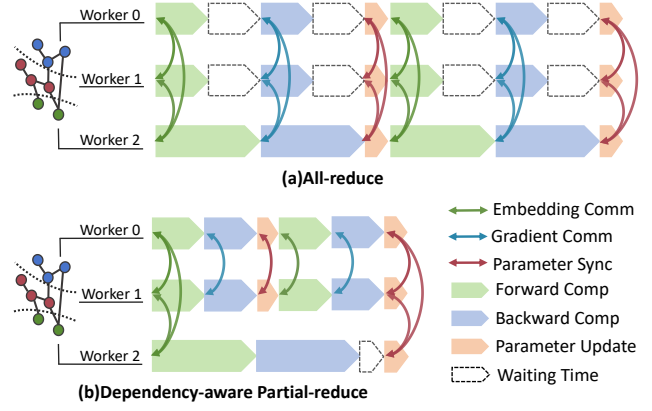 Worker 0
Worker 1
Worker 2
(a)All-reduce
Worker 0
Worker 1
Worker 2
(b)Dependency-aware Partial-reduce
Embedding Comm
Gradient Comm
Parameter Sync
Forward Comp
Backward Comp
Parameter Update
Waiting Time